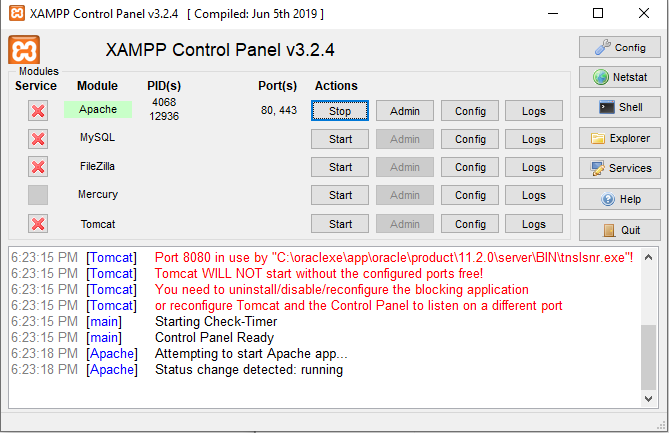 XAMPP Control Panel v3.2.4 [ Compiled: Jun 5th 2019 ]
XAMPP Control Panel v3.2.4
Config
Modules
Service Module PID(s) Port(s) Actions
Netstat
Apache 4068 80, 443 Stop Admin Config Logs
12936
Shell
MySQL Start Admin Config Logs
Explorer
FileZilla Start Admin Config Logs
Services
Mercury Start Admin Config Logs
Help
Tomcat Start Admin Config Logs
Quit
6:23:15 PM [Tomcat] Port 8080 in use by "C:\oraclexe\app\oracle\product\11.2.0\server\BIN\tnslsnr.exe"!
6:23:15 PM [Tomcat] Tomcat WILL NOT start without the configured ports free!
6:23:15 PM [Tomcat] You need to uninstall/disable/reconfigure the blocking application
6:23:15 PM [Tomcat] or reconfigure Tomcat and the Control Panel to listen on a different port
6:23:15 PM [main] Starting Check-Timer
6:23:15 PM [main] Control Panel Ready
6:23:18 PM [Apache] Attempting to start Apache app...
6:23:18 PM [Apache] Status change detected: running